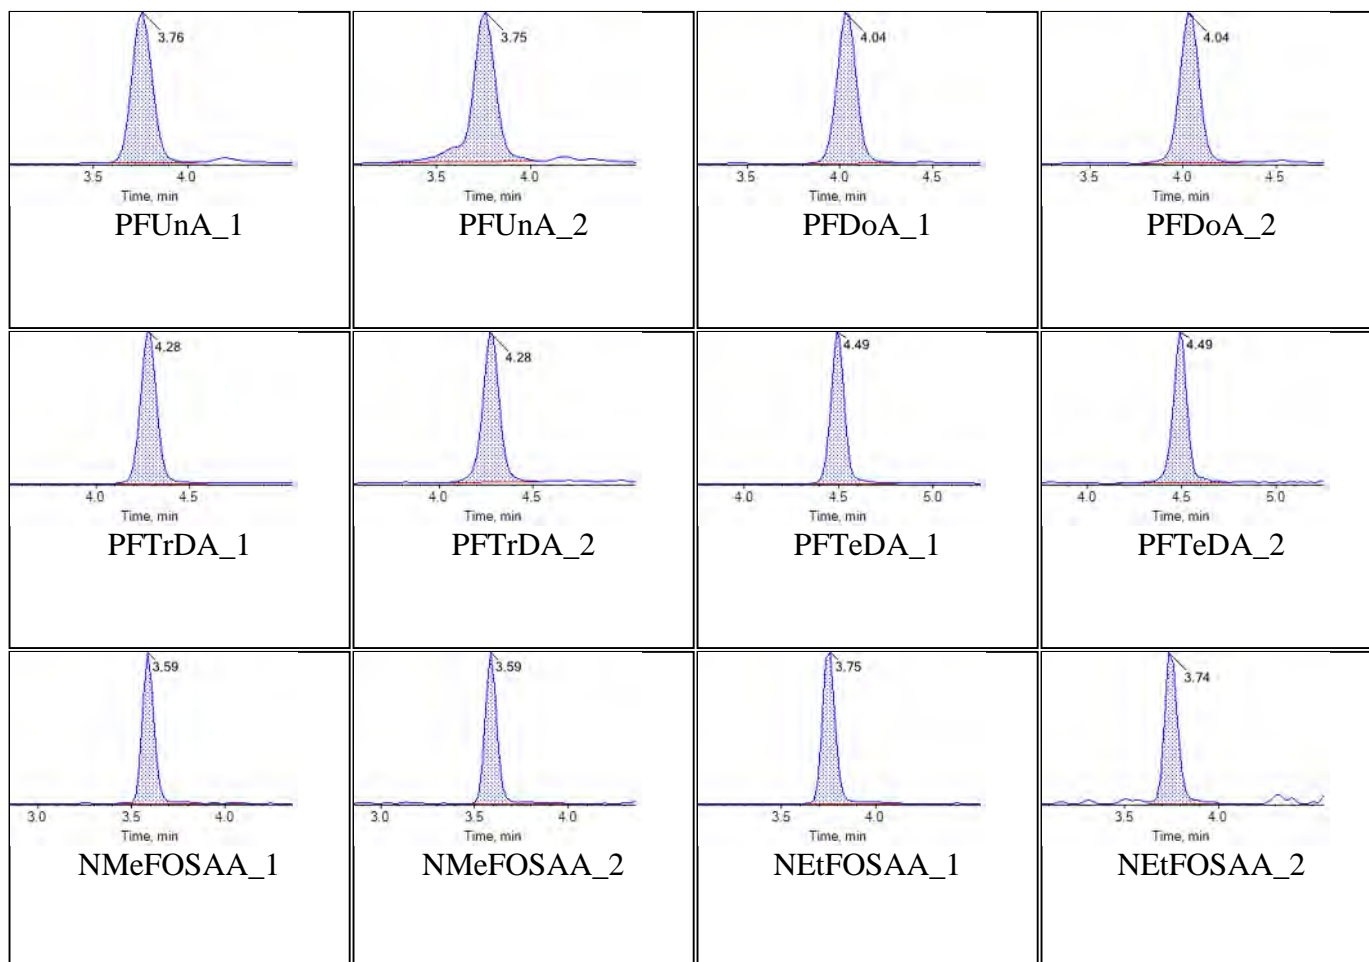 3.76
3.5 4.0
Time, min
PFUnA_1
3.75
3.5 4.0
Time, min
PFUnA_2
4.04
3.5 4.0 4.5
Time, min
PFDoA_1
4.04
3.5 4.0 4.5
Time, min
PFDoA_2
4.28
4.0 4.5
Time, min
PFTrDA_1
4.28
4.0 4.5
Time, min
PFTrDA_2
4.49
4.0 4.5 5.0
Time, min
PFTeDA_1
4.49
4.0 4.5 5.0
Time, min
PFTeDA_2
3.59
3.0 3.5 4.0
Time, min
NMeFOSAA_1
3.59
3.0 3.5 4.0
Time, min
NMeFOSAA_2
3.75
3.5 4.0
Time, min
NEtFOSAA_1
3.74
3.5 4.0
Time, min
NEtFOSAA_2